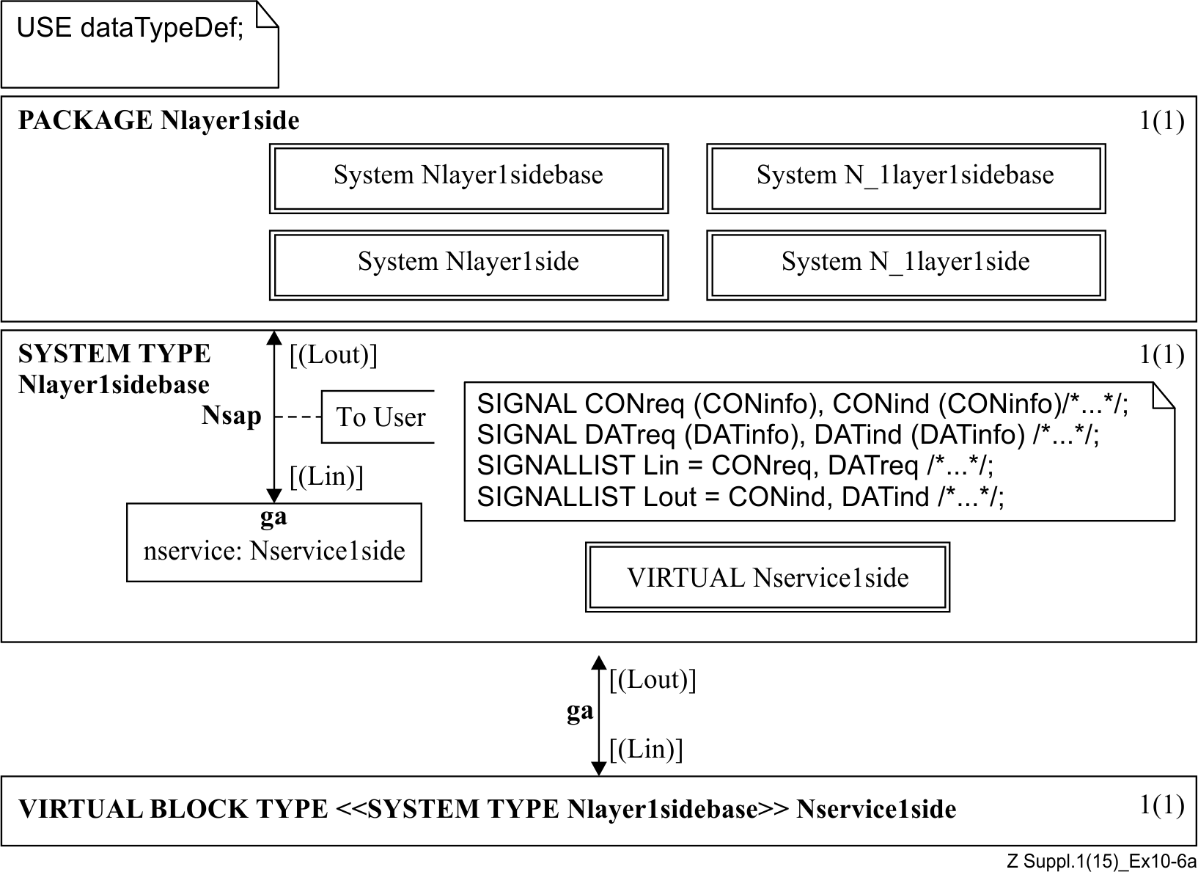 USE dataTypeDef;
PACKAGE Nlayer1side
1(1)
System Nlayer1sidebase
System N_1layer1sidebase
System Nlayer1side
System N_1layer1side
SYSTEM TYPE
Nlayer1sidebase
[(Lout)]
1(1)
Nsap
To User
[(Lin)]
ga
nservice: Nservice1side
SIGNAL CONreq (CONinfo), CONind (CONinfo)/*...*/;
SIGNAL DATreq (DATinfo), DATind (DATinfo) /*...*/;
SIGNALLIST Lin = CONreq, DATreq /*...*/;
SIGNALLIST Lout = CONind, DATind /*...*/;
VIRTUAL Nservice1side
[(Lout)]
ga
[(Lin)]
VIRTUAL BLOCK TYPE <<SYSTEM TYPE Nlayer1sidebase>> Nservice1side
1(1)
Z Suppl.1(15)_Ex10-6a